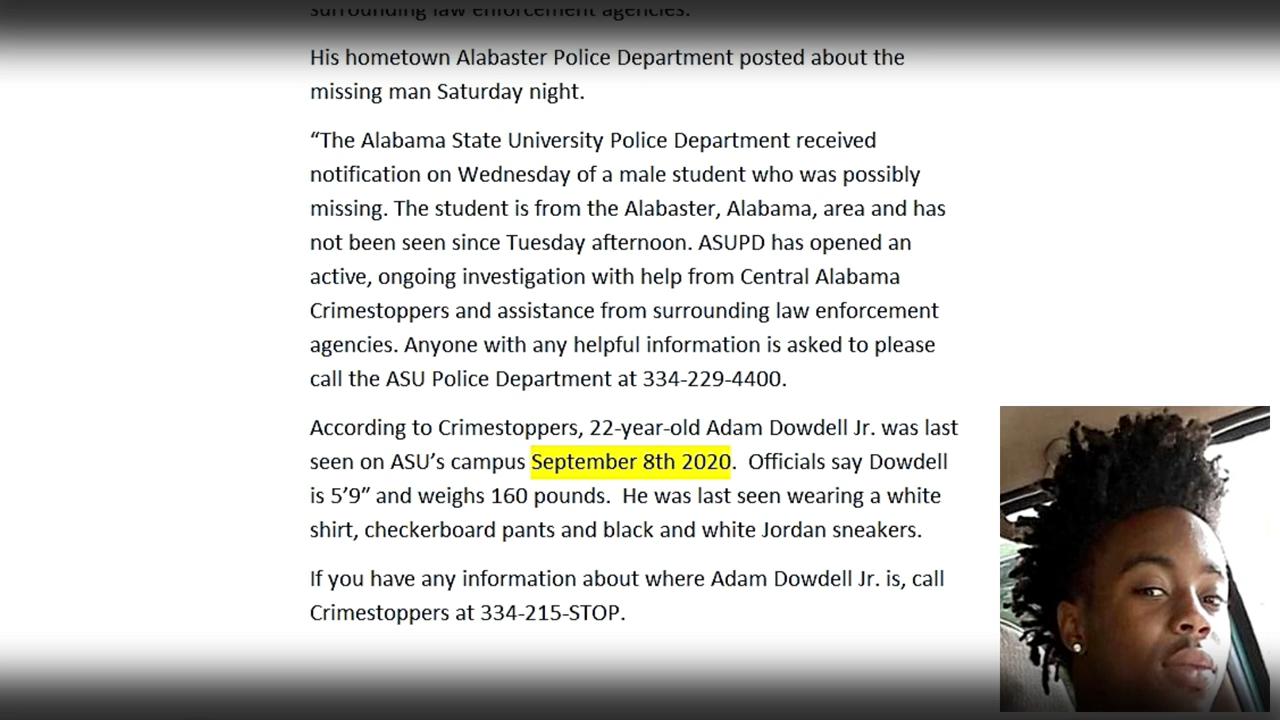 surrounding law enforcement agencies.
His hometown Alabaster Police Department posted about the
missing man Saturday night.
“The Alabama State University Police Department received
notification on Wednesday of a male student who was possibly
missing. The student is from the Alabaster, Alabama, area and has
not been seen since Tuesday afternoon. ASUPD has opened an
active, ongoing investigation with help from Central Alabama
Crimestoppers and assistance from surrounding law enforcement
agencies. Anyone with any helpful information is asked to please
call the ASU Police Department at 334-229-4400.
According to Crimestoppers, 22-year-old Adam Dowdell Jr. was last
seen on ASU’s campus September 8th 2020.  Officials say Dowdell
is 5’9” and weighs 160 pounds.  He was last seen wearing a white
shirt, checkerboard pants and black and white Jordan sneakers.
If you have any information about where Adam Dowdell Jr. is, call
Crimestoppers at 334-215-STOP.